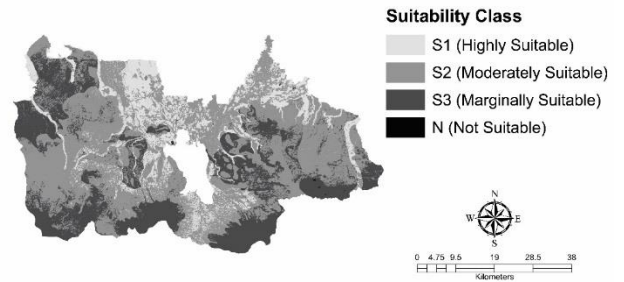 Suitability Class
S1 (Highly Suitable)
S2 (Moderately Suitable)
S3 (Marginally Suitable)
N (Not Suitable)
N
W E
S
0 4.75 9.5 19 28.5 38
Kilometers